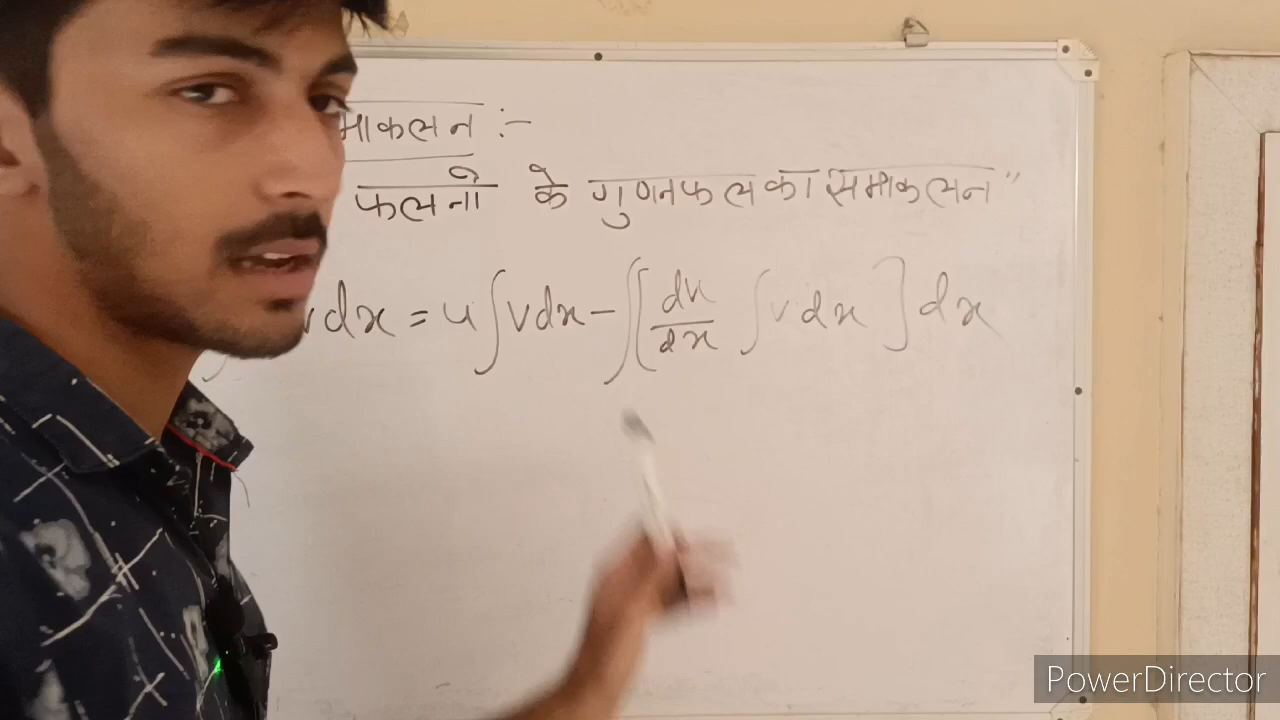 माकलन :-
फलनों के गुणनफल का समाकलन"
vdx = u∫vdx - ∫[du/dx ∫vdx]dx
PowerDirector